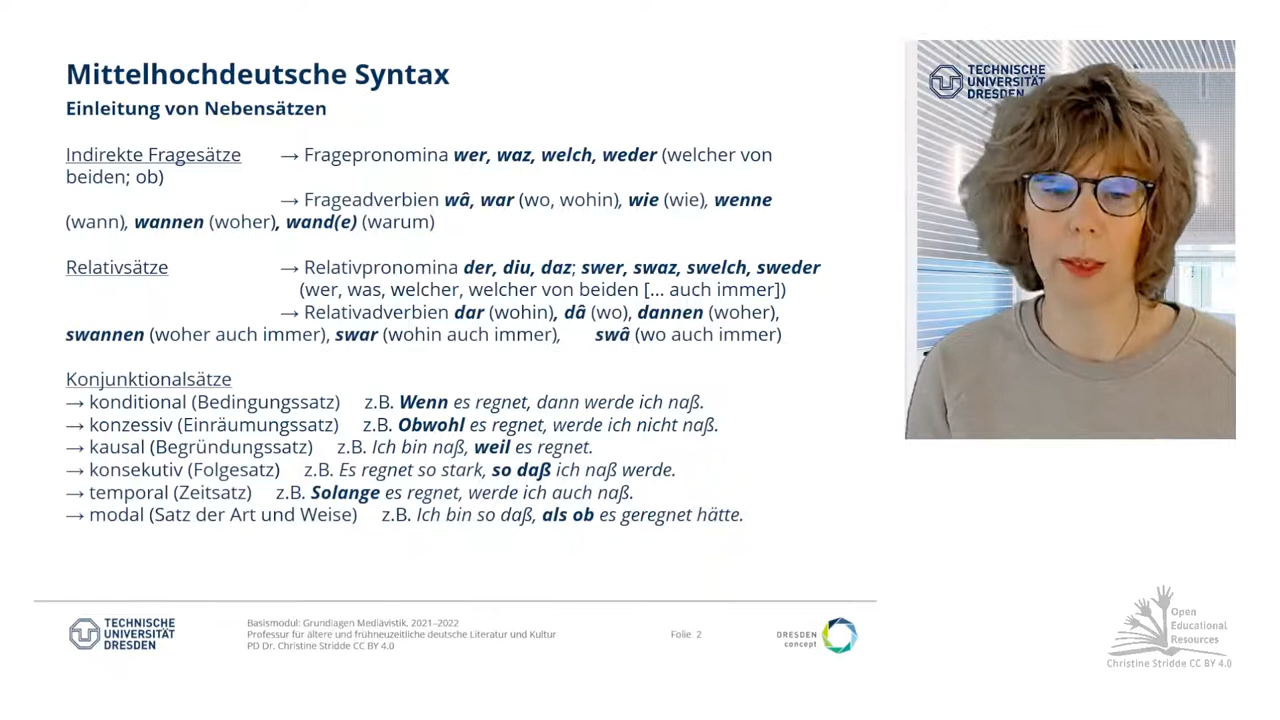 Mittelhochdeutsche Syntax
Einleitung von Nebensätzen
Indirekte Fragesätze → Fragepronomina wer, waz, welch, weder (welcher von
beiden; ob)
→ Frageadverbien wâ, war (wo, wohin), wie (wie), wenne
(wann), wannen (woher), wand(e) (warum)
Relativsätze → Relativpronomina der, diu, daz; swer, swaz, swelch, sweder
(wer, was, welcher, welcher von beiden [... auch immer])
→ Relativadverbien dar (wohin), dâ (wo), dannen (woher),
swannen (woher auch immer), swar (wohin auch immer), swâ (wo auch immer)
Konjunktionalsätze
→ konditional (Bedingungssatz) z.B. Wenn es regnet, dann werde ich naß.
→ konzessiv (Einräumungssatz) z.B. Obwohl es regnet, werde ich nicht naß.
→ kausal (Begründungssatz) z.B. Ich bin naß, weil es regnet.
→ konsekutiv (Folgesatz) z.B. Es regnet so stark, so daß ich naß werde.
→ temporal (Zeitsatz) z.B. Solange es regnet, werde ich auch naß.
→ modal (Satz der Art und Weise) z.B. Ich bin so daß, als ob es geregnet hätte.
TECHNISCHE
UNIVERSITÄT
DRESDEN
Basismodul: Grundlagen Mediävistik, 2021–2022
Professur für ältere und frühneuzeitliche deutsche Literatur und Kultur
PD Dr. Christine Stridde CC BY 4.0
Folie 2
DRESDEN
concept
TECHNISCHE
UNIVERSITÄT
DRESDEN
Open
Educational
Resources
Christine Stridde CC BY 4.0